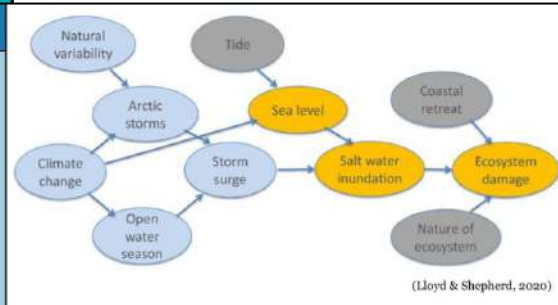 Natural
variability
Tide
Arctic
storms
Sea level
Coastal
retreat
Climate
change
Storm
surge
Salt water
inundation
Ecosystem
damage
Open
water
season
Nature of
ecosystem
(Lloyd & Shepherd, 2020)